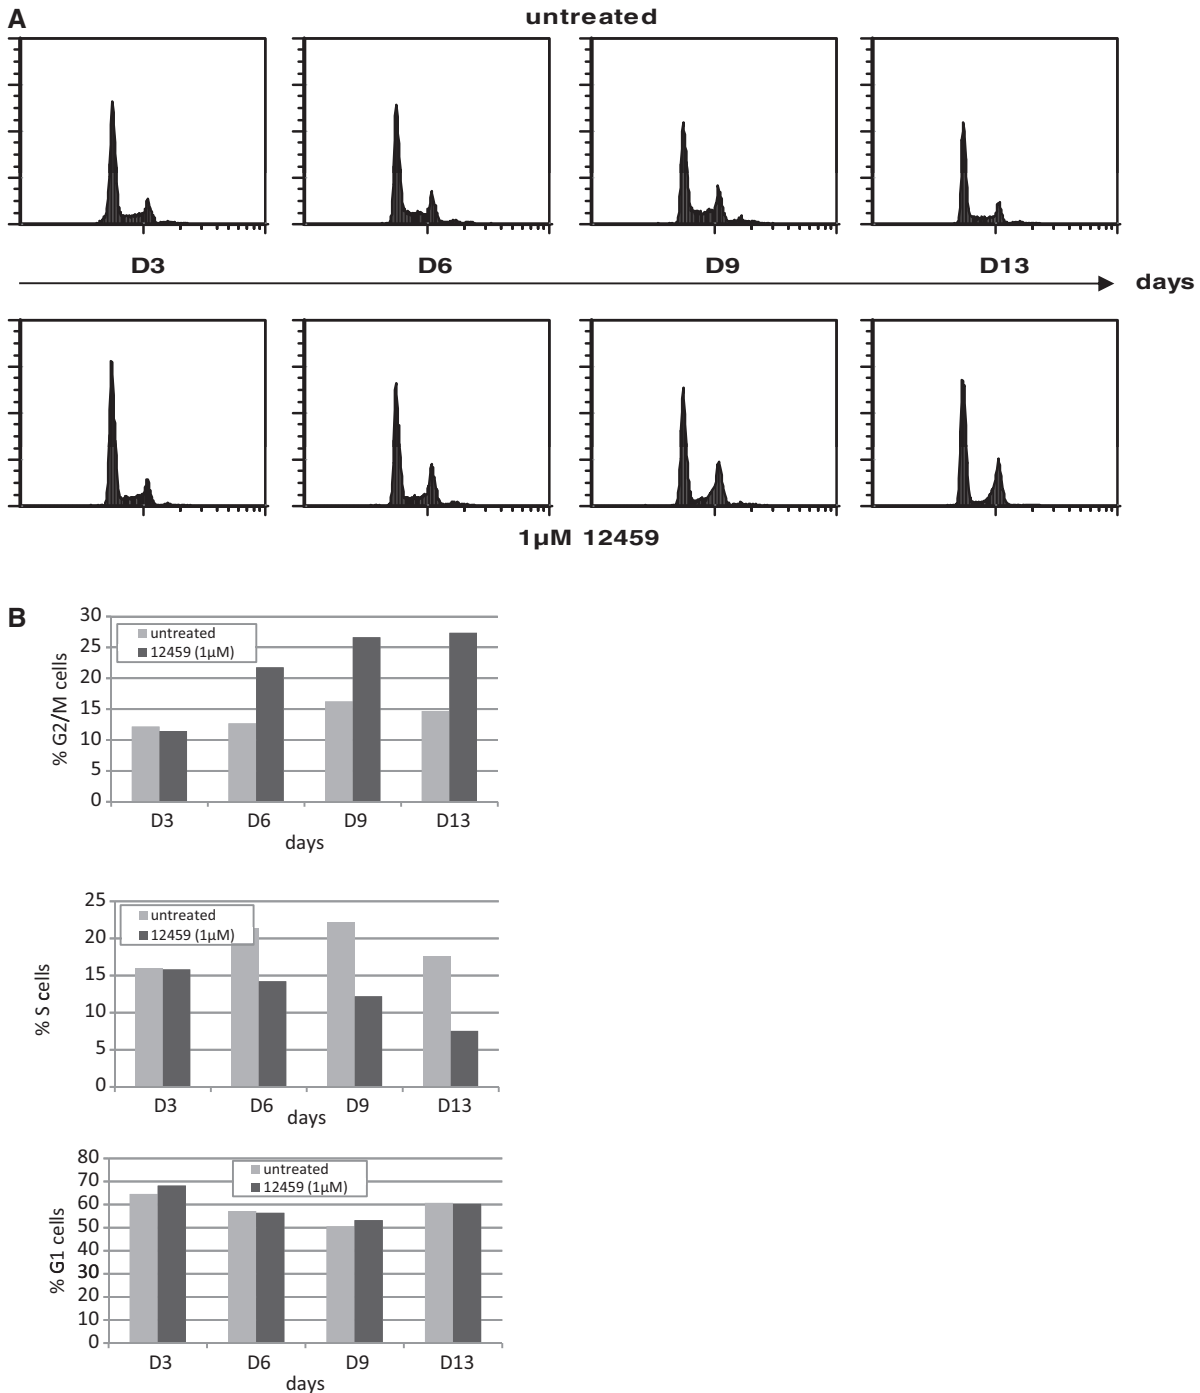 A
untreated
D3 D6 D9 D13
days
1µM 12459
B
30
25
20
15
10
5
0
% G2/M cells
untreated
12459 (1µM)
D3 D6 D9 D13
days
25
20
15
10
5
0
% S cells
untreated
12459 (1µM)
D3 D6 D9 D13
days
80
70
60
50
40
30
20
10
0
% G1 cells
untreated
12459 (1µM)
D3 D6 D9 D13
days